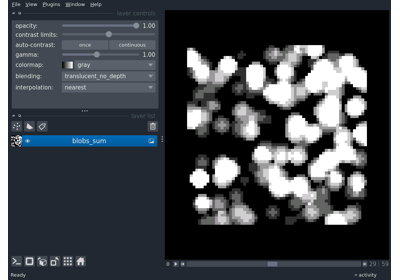 File View Plugins Window Help
layer controls
opacity: 1.00
contrast limits:
auto-contrast: once continuous
gamma: 1.00
colormap: gray
blending: translucent_no_depth
interpolation: nearest
layer list
blobs_sum
29 59
Ready
activity